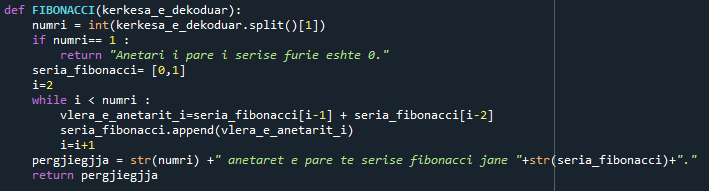 def FIBONACCI(kerkesa_e_dekoduar):
    numri = int(kerkesa_e_dekoduar.split()[1])
    if numri== 1 :
        return "Anetari i pare i serise furie eshte 0."
    seria_fibonacci= [0,1]
    i=2
    while i < numri :
        vlera_e_anetarit_i=seria_fibonacci[i-1] + seria_fibonacci[i-2]
        seria_fibonacci.append(vlera_e_anetarit_i)
        i=i+1
    pergjiegjja = str(numri) +" anetaret e pare te serise fibonacci jane "+str(seria_fibonacci)+"."
    return pergjiegjja